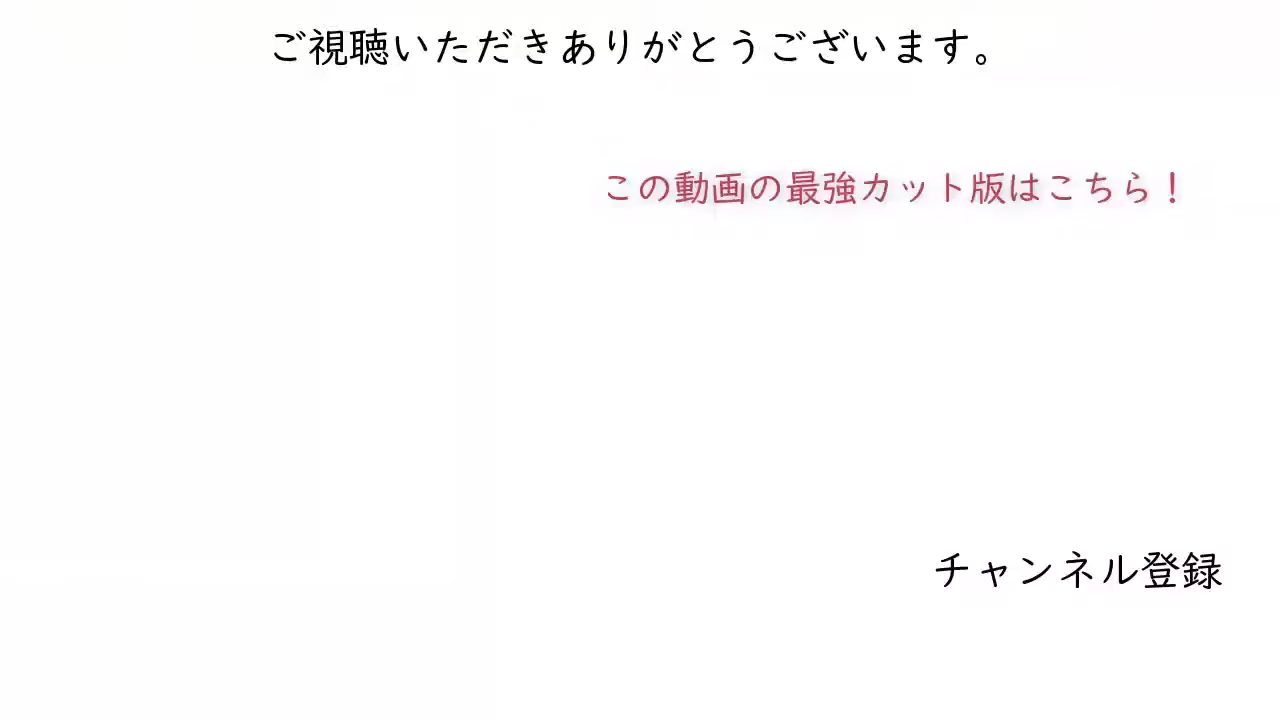 ご視聴いただきありがとうございます。
この動画の最強カット版はこちら！
チャンネル登録